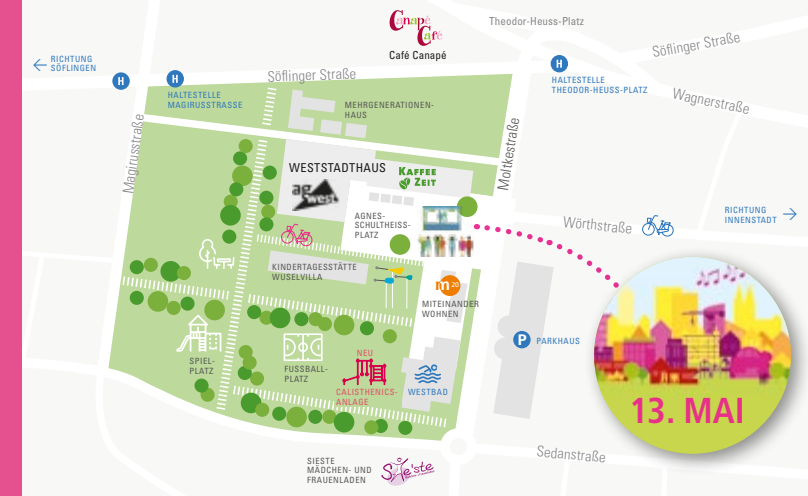 Canapé
Café
Café Canapé
Theodor-Heuss-Platz
Söflinger Straße
RICHTUNG
SÖFLINGEN
H
H
HALTESTELLE
MAGIRUSSTRASSE
Söflinger Straße
H
HALTESTELLE
THEODOR-HEUSS-PLATZ
Wagnerstraße
MEHRGENERATIONEN-
HAUS
Magirusstraße
Moltkestraße
WESTSTADTHAUS
KAFFEE
ZEIT
ag
west
AGNES-
SCHULTHEISS-
PLATZ
Wörthstraße
RICHTUNG
INNENSTADT
KINDERTAGESSTÄTTE
WUSELVILLA
m20
MITEINANDER
WOHNEN
P
PARKHAUS
SPIEL-
PLATZ
FUSSBALL-
PLATZ
NEU
CALISTHENICS-
ANLAGE
WESTBAD
13. MAI
Sedanstraße
SIESTE
MÄDCHEN- UND
FRAUENLADEN
Sie'ste